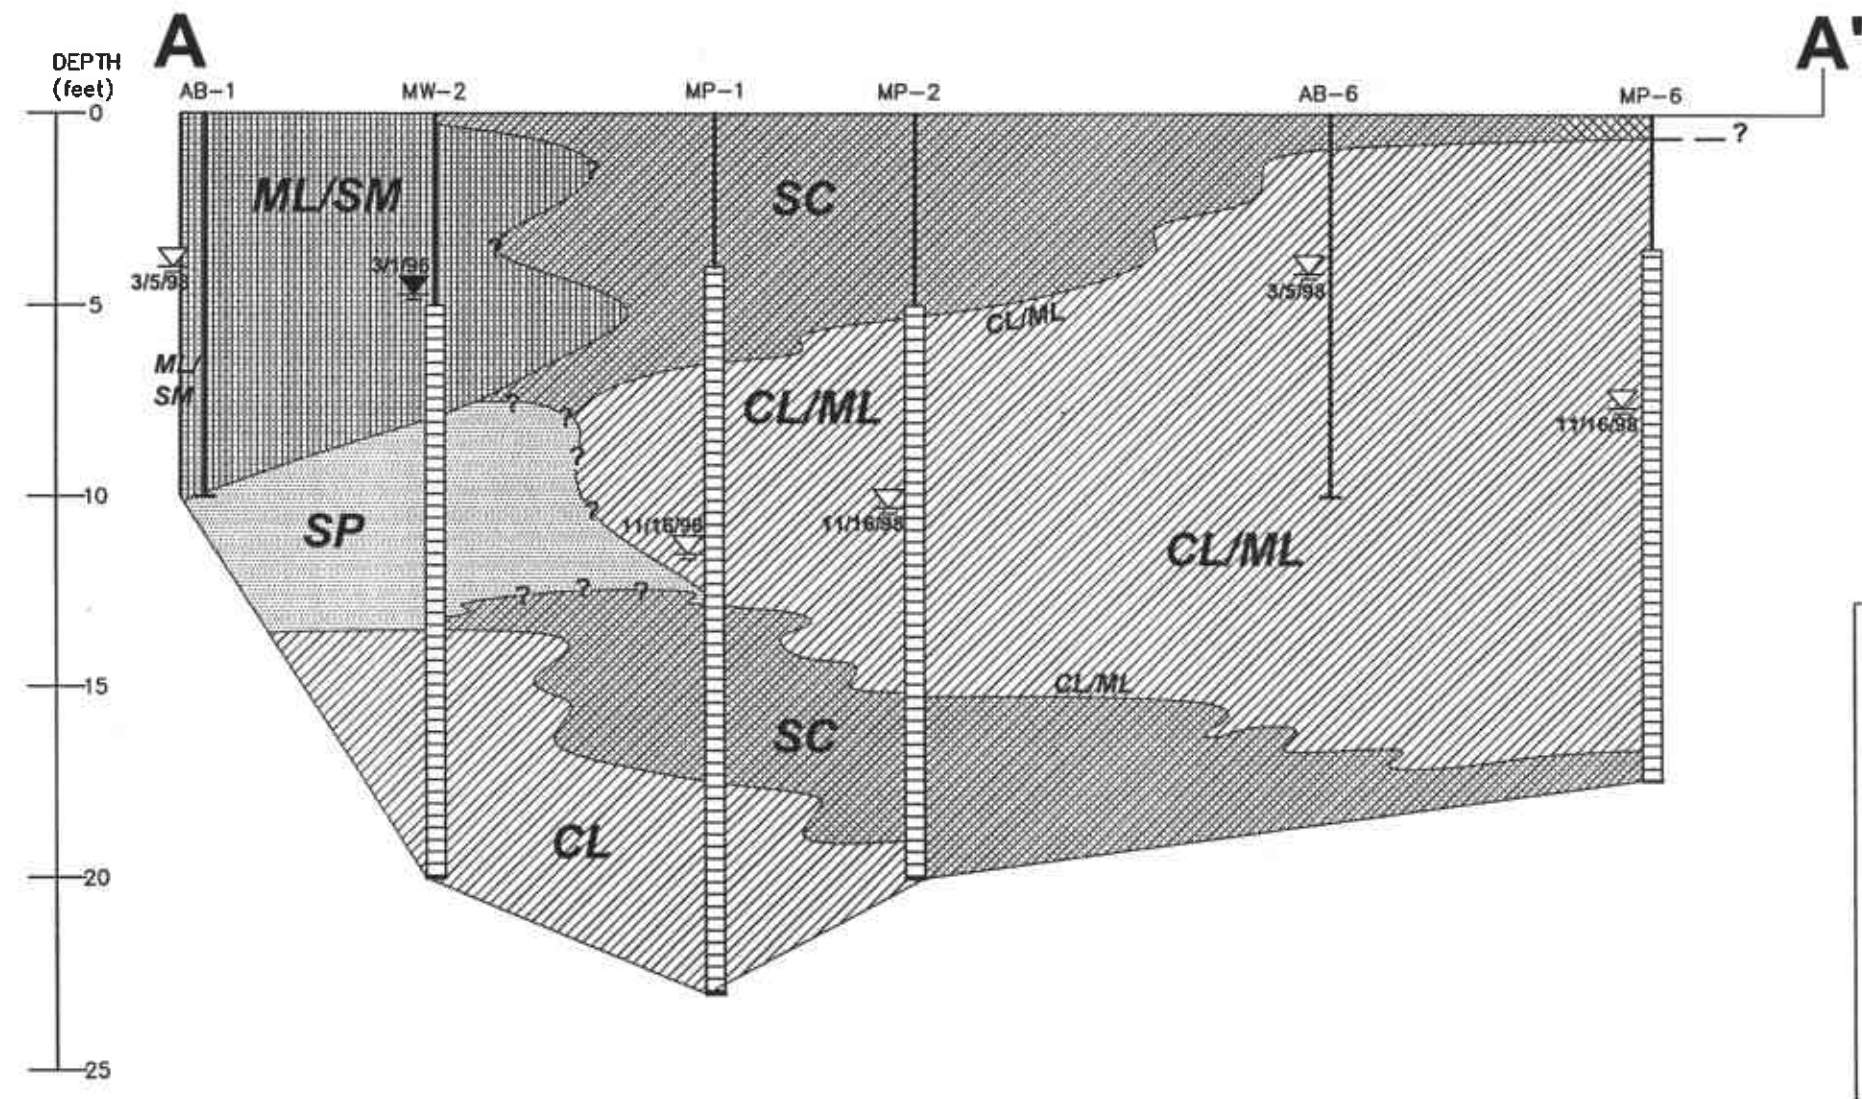 A
A'
DEPTH
(feet)
AB-1
MW-2
MP-1
MP-2
AB-6
MP-6
0
?
ML/SM
?
SC
?
3/5/98
3/1/96
3/5/98
5
CL/ML
ML/
SM
?
?
CL/ML
11/16/98
?
10
SP
?
11/16/98
11/16/98
CL/ML
?
?
?
15
CL/ML
SC
CL
20
25